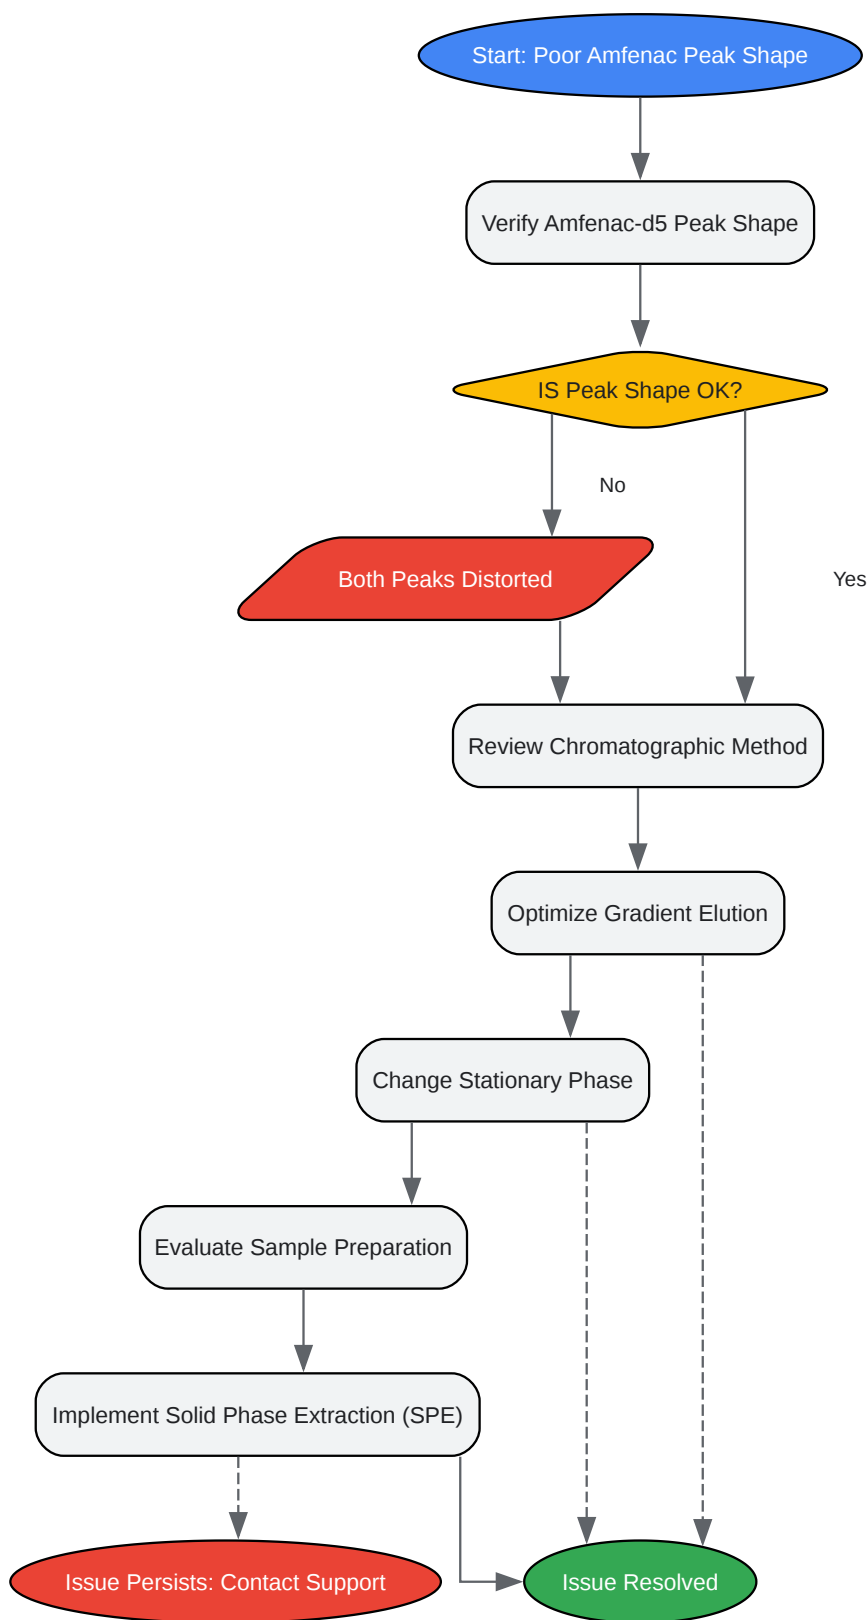 Start: Poor Amfenac Peak Shape
Verify Amfenac-d5 Peak Shape
IS Peak Shape OK?
No
Both Peaks Distorted
Yes
Review Chromatographic Method
Optimize Gradient Elution
Change Stationary Phase
Evaluate Sample Preparation
Implement Solid Phase Extraction (SPE)
Issue Persists: Contact Support
Issue Resolved